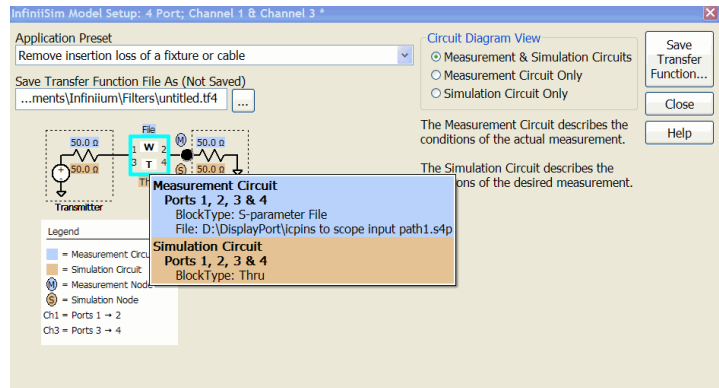 InfiniiSim Model Setup: 4 Port; Channel 1 & Channel 3 *
Application Preset
Remove insertion loss of a fixture or cable
Save Transfer Function File As (Not Saved)
...ments\Infiniium\Filters\untitled.tf4
...
Circuit Diagram View
Measurement & Simulation Circuits
Measurement Circuit Only
Simulation Circuit Only
Save
Transfer
Function...
Close
Help
The Measurement Circuit describes the
conditions of the actual measurement.
The Simulation Circuit describes the
ons of the desired measurement.
File
50.0 Ω
1 W 2
M
50.0 Ω
50.0 Ω
3 T 4
S
50.0 Ω
Th
Transmitter
Measurement Circuit
Ports 1, 2, 3 & 4
BlockType: S-parameter File
File: D:\DisplayPort\icpins to scope input path1.s4p
Simulation Circuit
Ports 1, 2, 3 & 4
BlockType: Thru
Legend
= Measurement Circu
= Simulation Circuit
M = Measurement Node
S = Simulation Node
Ch1 = Ports 1 → 2
Ch3 = Ports 3 → 4